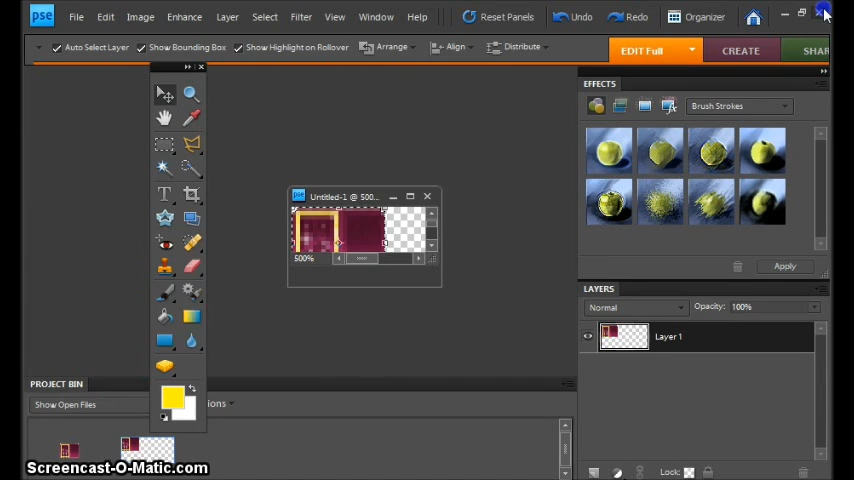 pse File Edit Image Enhance Layer Select Filter View Window Help Reset Panels Undo Redo Organizer
Auto Select Layer Show Bounding Box Show Highlight on Rollover Arrange Align Distribute EDIT Full CREATE SHAR
EFFECTS
Brush Strokes
T
pse Untitled-1 @ 500...
500%
Apply
LAYERS
Normal Opacity: 100%
Layer 1
PROJECT BIN
Show Open Files ions
Lock:
Screencast-O-Matic.com